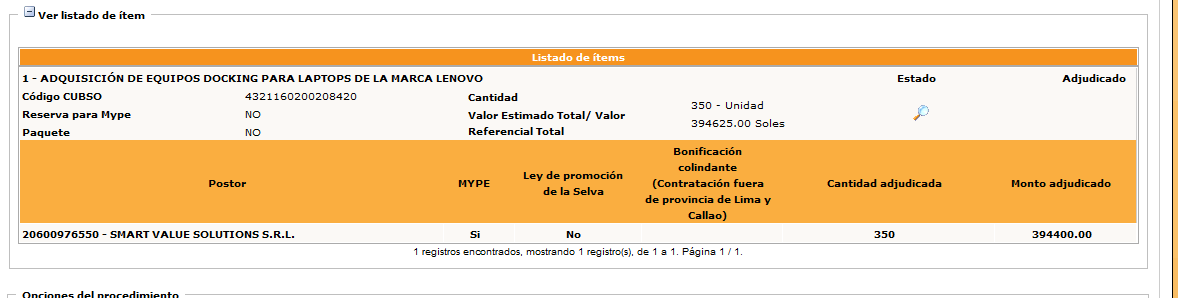 Ver listado de ítem
Listado de ítems
1 - ADQUISICIÓN DE EQUIPOS DOCKING PARA LAPTOPS DE LA MARCA LENOVO Estado Adjudicado
Código CUBSO 4321160200208420 Cantidad 350 - Unidad
Reserva para Mype NO Valor Estimado Total/ Valor
Referencial Total 394625.00 Soles
Paquete NO
Postor MYPE Ley de promoción
de la Selva Bonificación
colindante
(Contratación fuera
de provincia de Lima y
Callao) Cantidad adjudicada Monto adjudicado
20600976550 - SMART VALUE SOLUTIONS S.R.L. Si No 350 394400.00
1 registros encontrados, mostrando 1 registro(s), de 1 a 1. Página 1 / 1.
Opciones del procedimiento